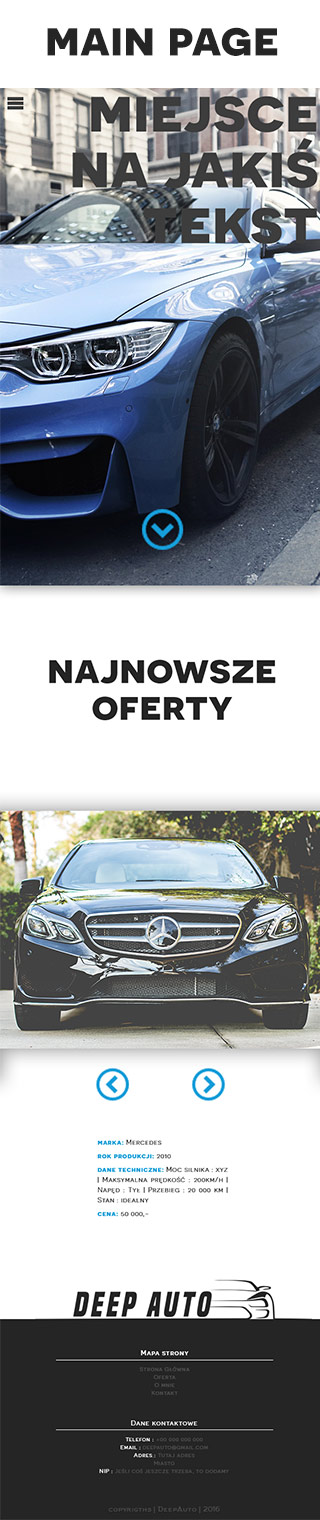 MAIN PAGE
MIEJSCE
NA JAKIŚ
TEKST
NAJNOWSZE
OFERTY
MARKA: MERCEDES
ROK PRODUKCJI: 2010
DANE TECHNICZNE: MOC SILNIKA : XYZ
| MAKSYMALNA PRĘDKOŚĆ : 200KM/H |
NAPĘD : TYŁ | PRZEBIEG : 20 000 KM |
STAN : IDEALNY
CENA: 50 000,-
DEEP AUTO
MAPA STRONY
STRONA GŁÓWNA
OFERTA
O MNIE
KONTAKT
DANE KONTAKTOWE
TELEFON : +00 000 000 000
EMAIL : DEEPAUTO@GMAIL.COM
ADRES : TUTAJ ADRES
MIASTO
NIP : JEŚLI COŚ JESZCZE TRZEBA, TO DODAMY
COPYRIGTHS | DEEPAUTO | 2016